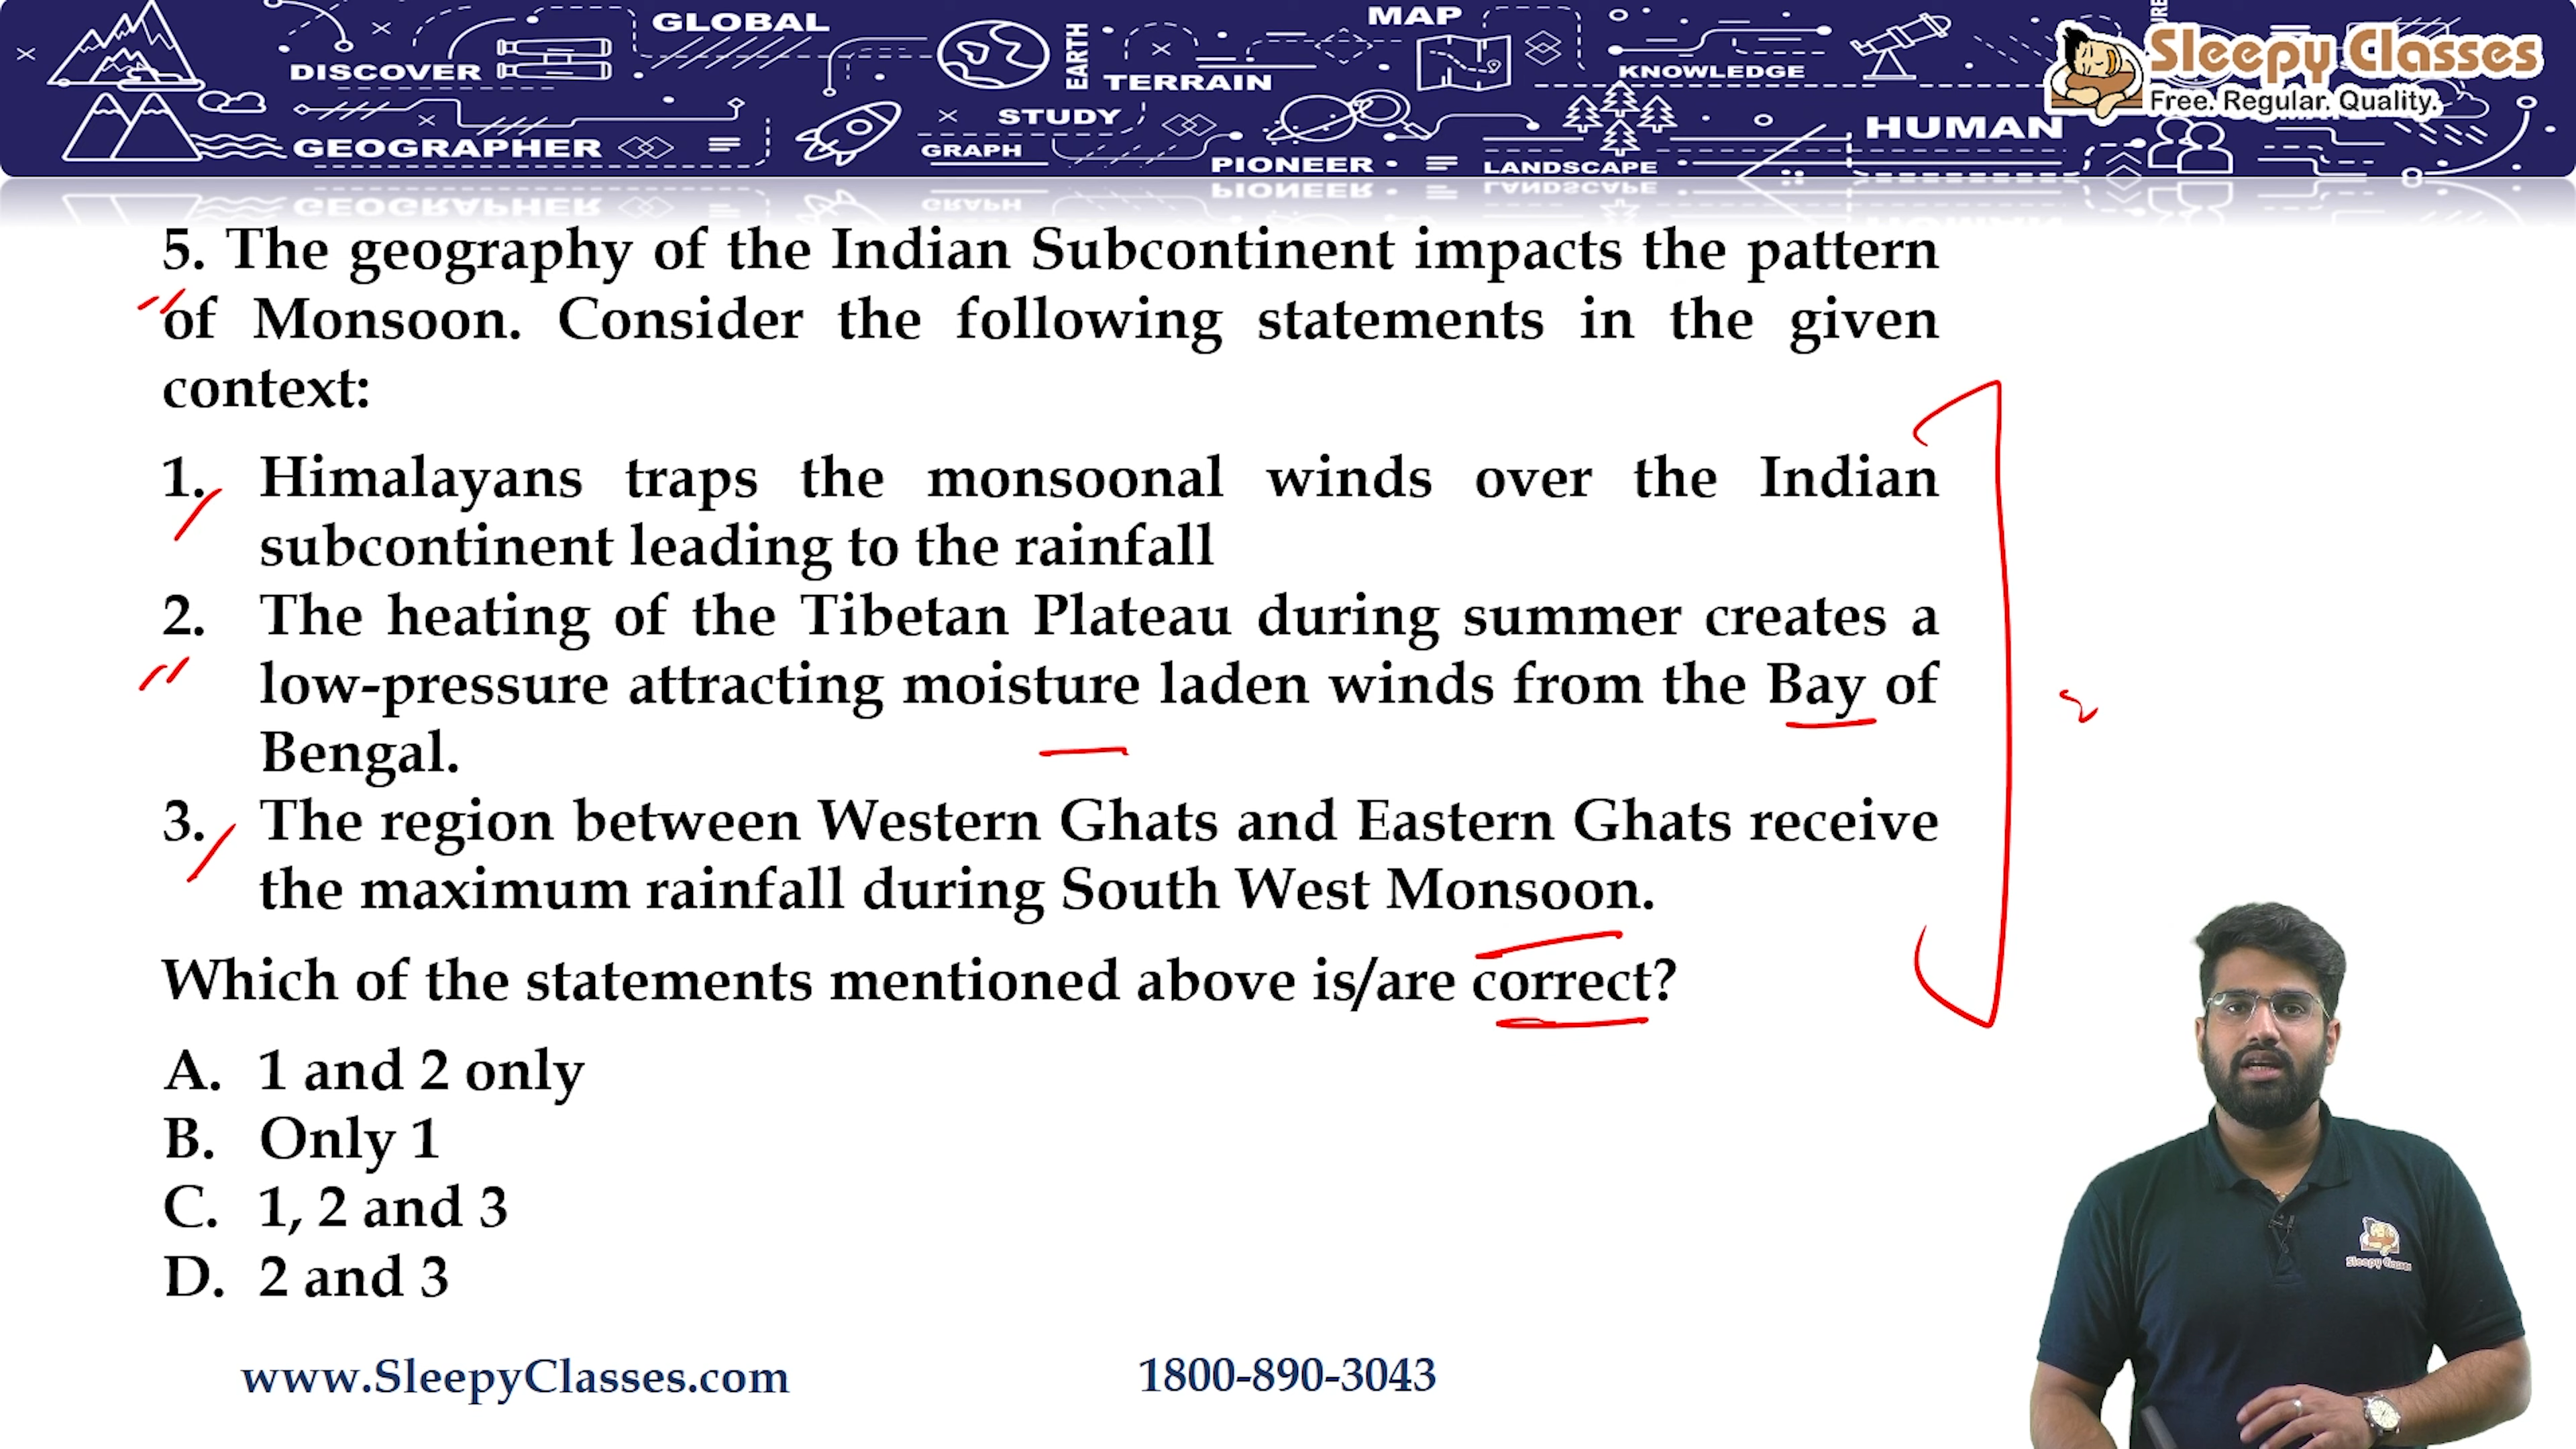 GLOBAL
MAP
DISCOVER
EARTH
TERRAIN
KNOWLEDGE
Sleepy Classes
Free. Regular. Quality.
STUDY
GEOGRAPHER
GRAPH
PIONEER
LANDSCAPE
HUMAN
5. The geography of the Indian Subcontinent impacts the pattern
of Monsoon. Consider the following statements in the given
context:
1. Himalayans traps the monsoonal winds over the Indian
subcontinent leading to the rainfall
2. The heating of the Tibetan Plateau during summer creates a
low-pressure attracting moisture laden winds from the Bay of
Bengal.
3. The region between Western Ghats and Eastern Ghats receive
the maximum rainfall during South West Monsoon.
Which of the statements mentioned above is/are correct?
A. 1 and 2 only
B. Only 1
C. 1, 2 and 3
D. 2 and 3
Sleepy Classes
www.SleepyClasses.com
1800-890-3043